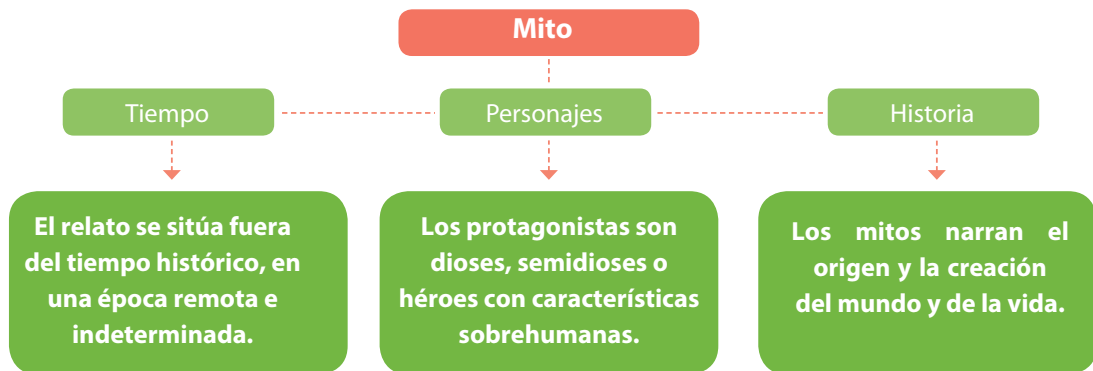 Mito
Tiempo
Personajes
Historia
El relato se sitúa fuera
del tiempo histórico, en
una época remota e
indeterminada.
Los protagonistas son
dioses, semidioses o
héroes con características
sobrehumanas.
Los mitos narran el
origen y la creación
del mundo y de la vida.